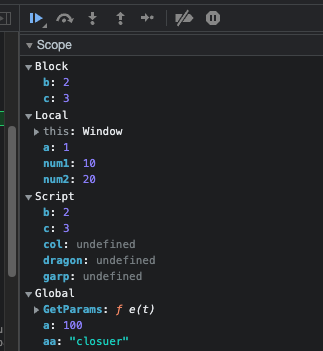 Scope
Block
b: 2
c: 3
Local
this: Window
a: 1
num1: 10
num2: 20
Script
b: 2
c: 3
col: undefined
dragon: undefined
garp: undefined
Global
GetParams: ƒ e(t)
a: 100
aa: "closuer"